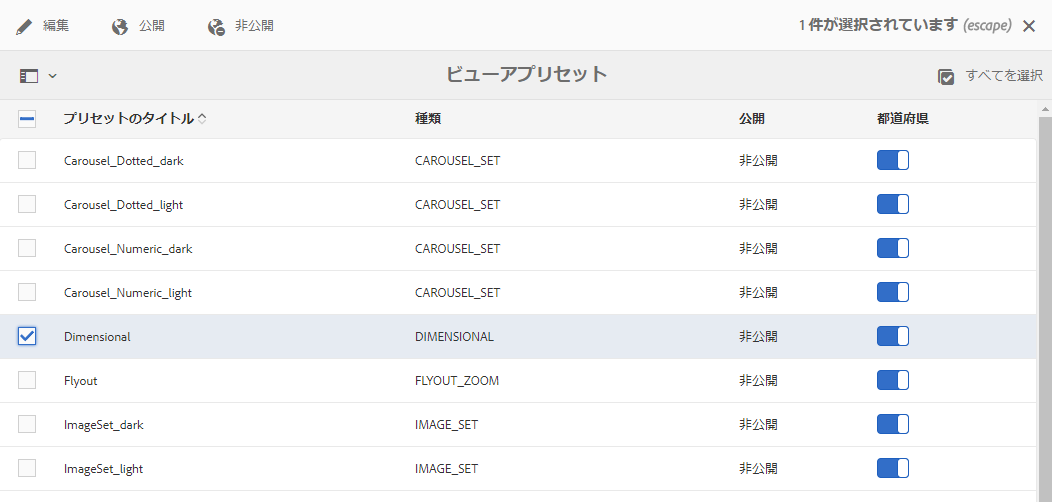 編集 公開 非公開 1 件が選択されています (escape)
ビューアプリセット すべてを選択
プリセットのタイトル 種類 公開 都道府県
Carousel_Dotted_dark CAROUSEL_SET 非公開
Carousel_Dotted_light CAROUSEL_SET 非公開
Carousel_Numeric_dark CAROUSEL_SET 非公開
Carousel_Numeric_light CAROUSEL_SET 非公開
Dimensional DIMENSIONAL 非公開
Flyout FLYOUT_ZOOM 非公開
ImageSet_dark IMAGE_SET 非公開
ImageSet_light IMAGE_SET 非公開